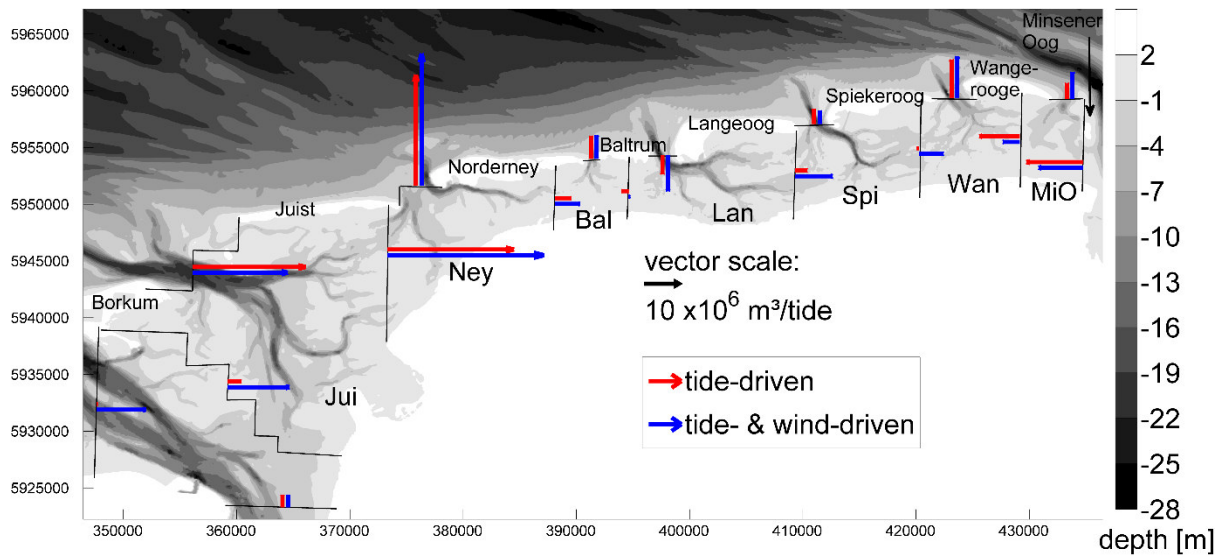 5965000
5960000
5955000
5950000
5945000
5940000
5935000
5930000
5925000
350000
360000
370000
380000
390000
400000
410000
420000
430000
Minsener
Oog
Wange-
rooge
Spiekeroog
Langeoog
Baltrum
Norderney
Juist
Borkum
Jui
Ney
Bal
Lan
Spi
Wan
MiO
vector scale:
10 x10⁶ m³/tide
tide-driven
tide- & wind-driven
2
-1
-4
-7
-10
-13
-16
-19
-22
-25
-28
depth [m]